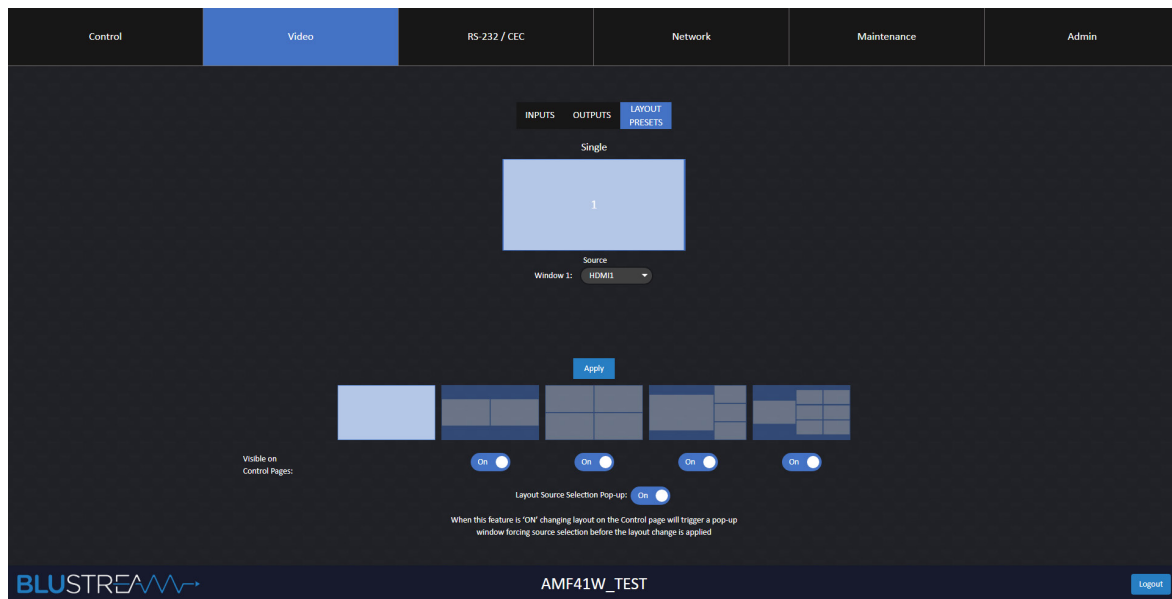 Control Video RS-232 / CEC Network Maintenance Admin
INPUTS OUTPUTS LAYOUT PRESETS
Single
1
Source
Window 1: HDMI1
Apply
Visible on
Control Pages:
On On On On
Layout Source Selection Pop-up: On
When this feature is ‘ON’ changing layout on the Control page will trigger a pop-up
window forcing source selection before the layout change is applied
BLUSTREAM AMF41W_TEST Logout